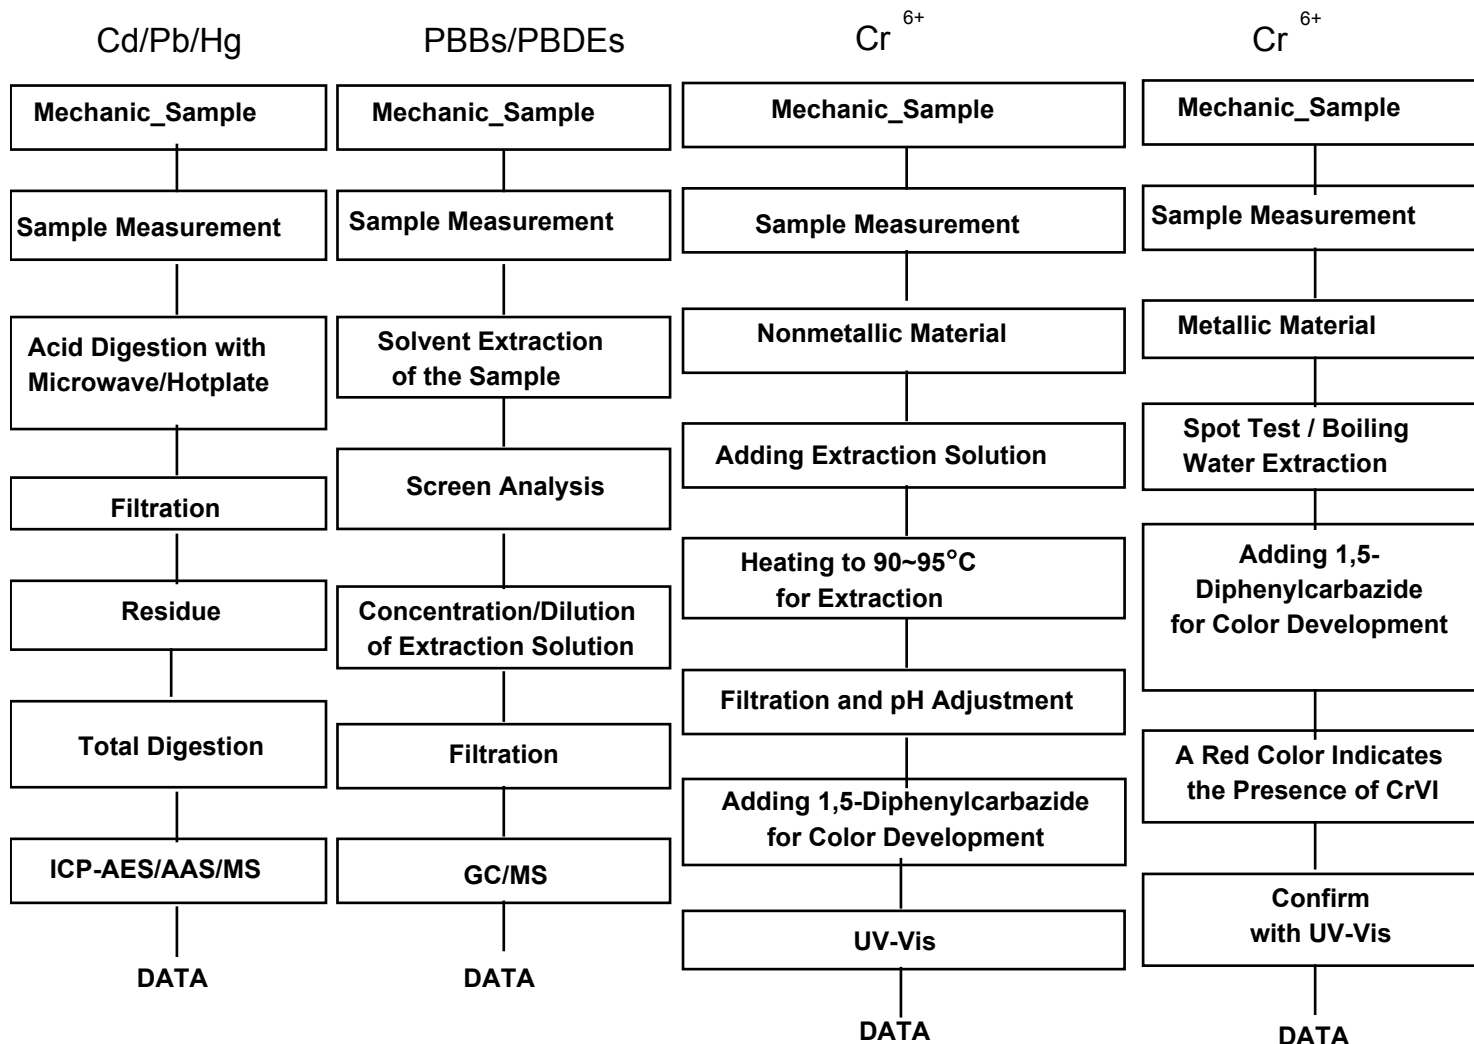 Cd/Pb/Hg
Mechanic_Sample
Sample Measurement
Acid Digestion with
Microwave/Hotplate
Filtration
Residue
Total Digestion
ICP-AES/AAS/MS
DATA
PBBs/PBDEs
Mechanic_Sample
Sample Measurement
Solvent Extraction
of the Sample
Screen Analysis
Concentration/Dilution
of Extraction Solution
Filtration
GC/MS
DATA
Cr 6+
Mechanic_Sample
Sample Measurement
Nonmetallic Material
Adding Extraction Solution
Heating to 90~95°C
for Extraction
Filtration and pH Adjustment
Adding 1,5-Diphenylcarbazide
for Color Development
UV-Vis
DATA
Cr 6+
Mechanic_Sample
Sample Measurement
Metallic Material
Spot Test / Boiling
Water Extraction
Adding 1,5-
Diphenylcarbazide
for Color Development
A Red Color Indicates
the Presence of CrVI
Confirm
with UV-Vis
DATA